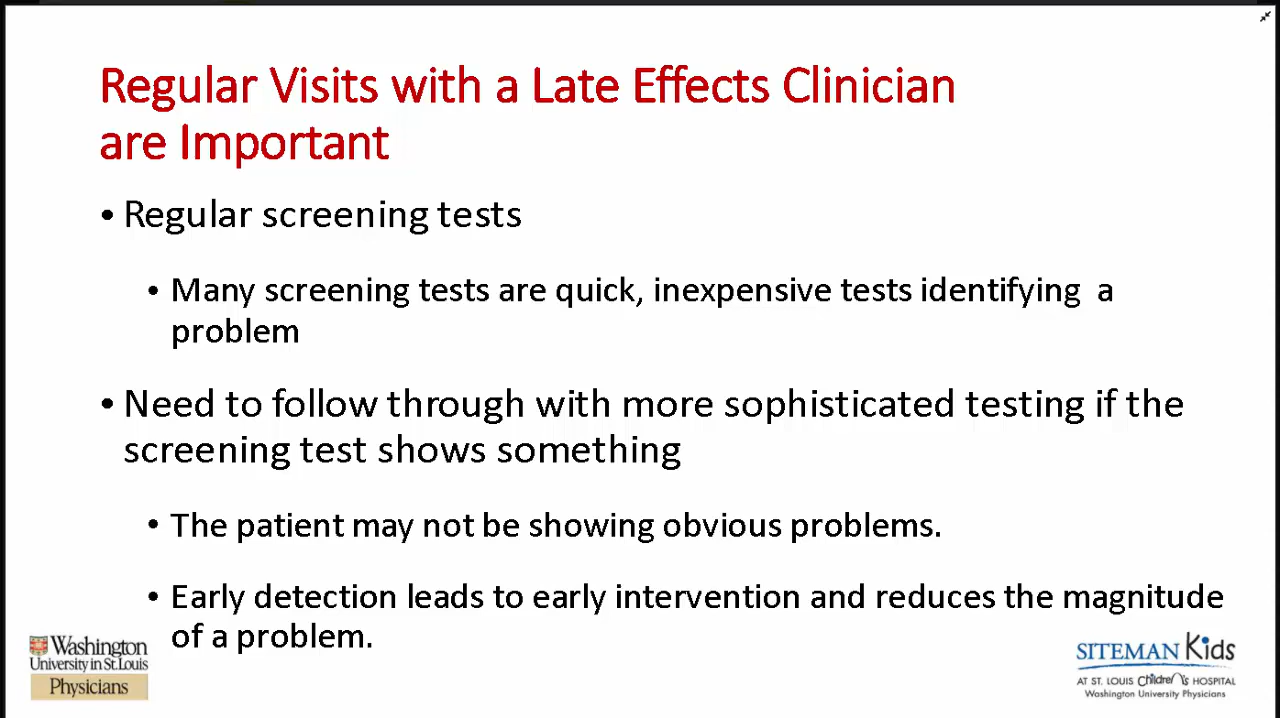 Regular Visits with a Late Effects Clinician
are Important
• Regular screening tests
• Many screening tests are quick, inexpensive tests identifying a
problem
• Need to follow through with more sophisticated testing if the
screening test shows something
• The patient may not be showing obvious problems.
• Early detection leads to early intervention and reduces the magnitude
of a problem.
Washington
University in St. Louis
Physicians
SITEMAN Kids
AT ST. LOUIS Children's HOSPITAL
Washington University Physicians